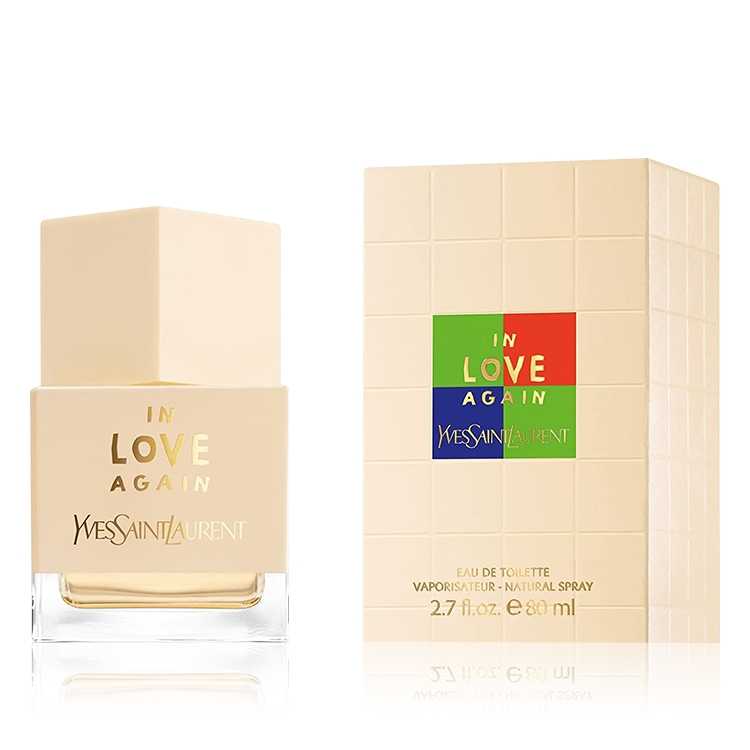 IN
LOVE
AGAIN
YVESSAINTLAURENT
IN
LOVE
AGAIN
YVESSAINTLAURENT
EAU DE TOILETTE
VAPORISATEUR - NATURAL SPRAY
2.7 fl.oz. e 80 ml